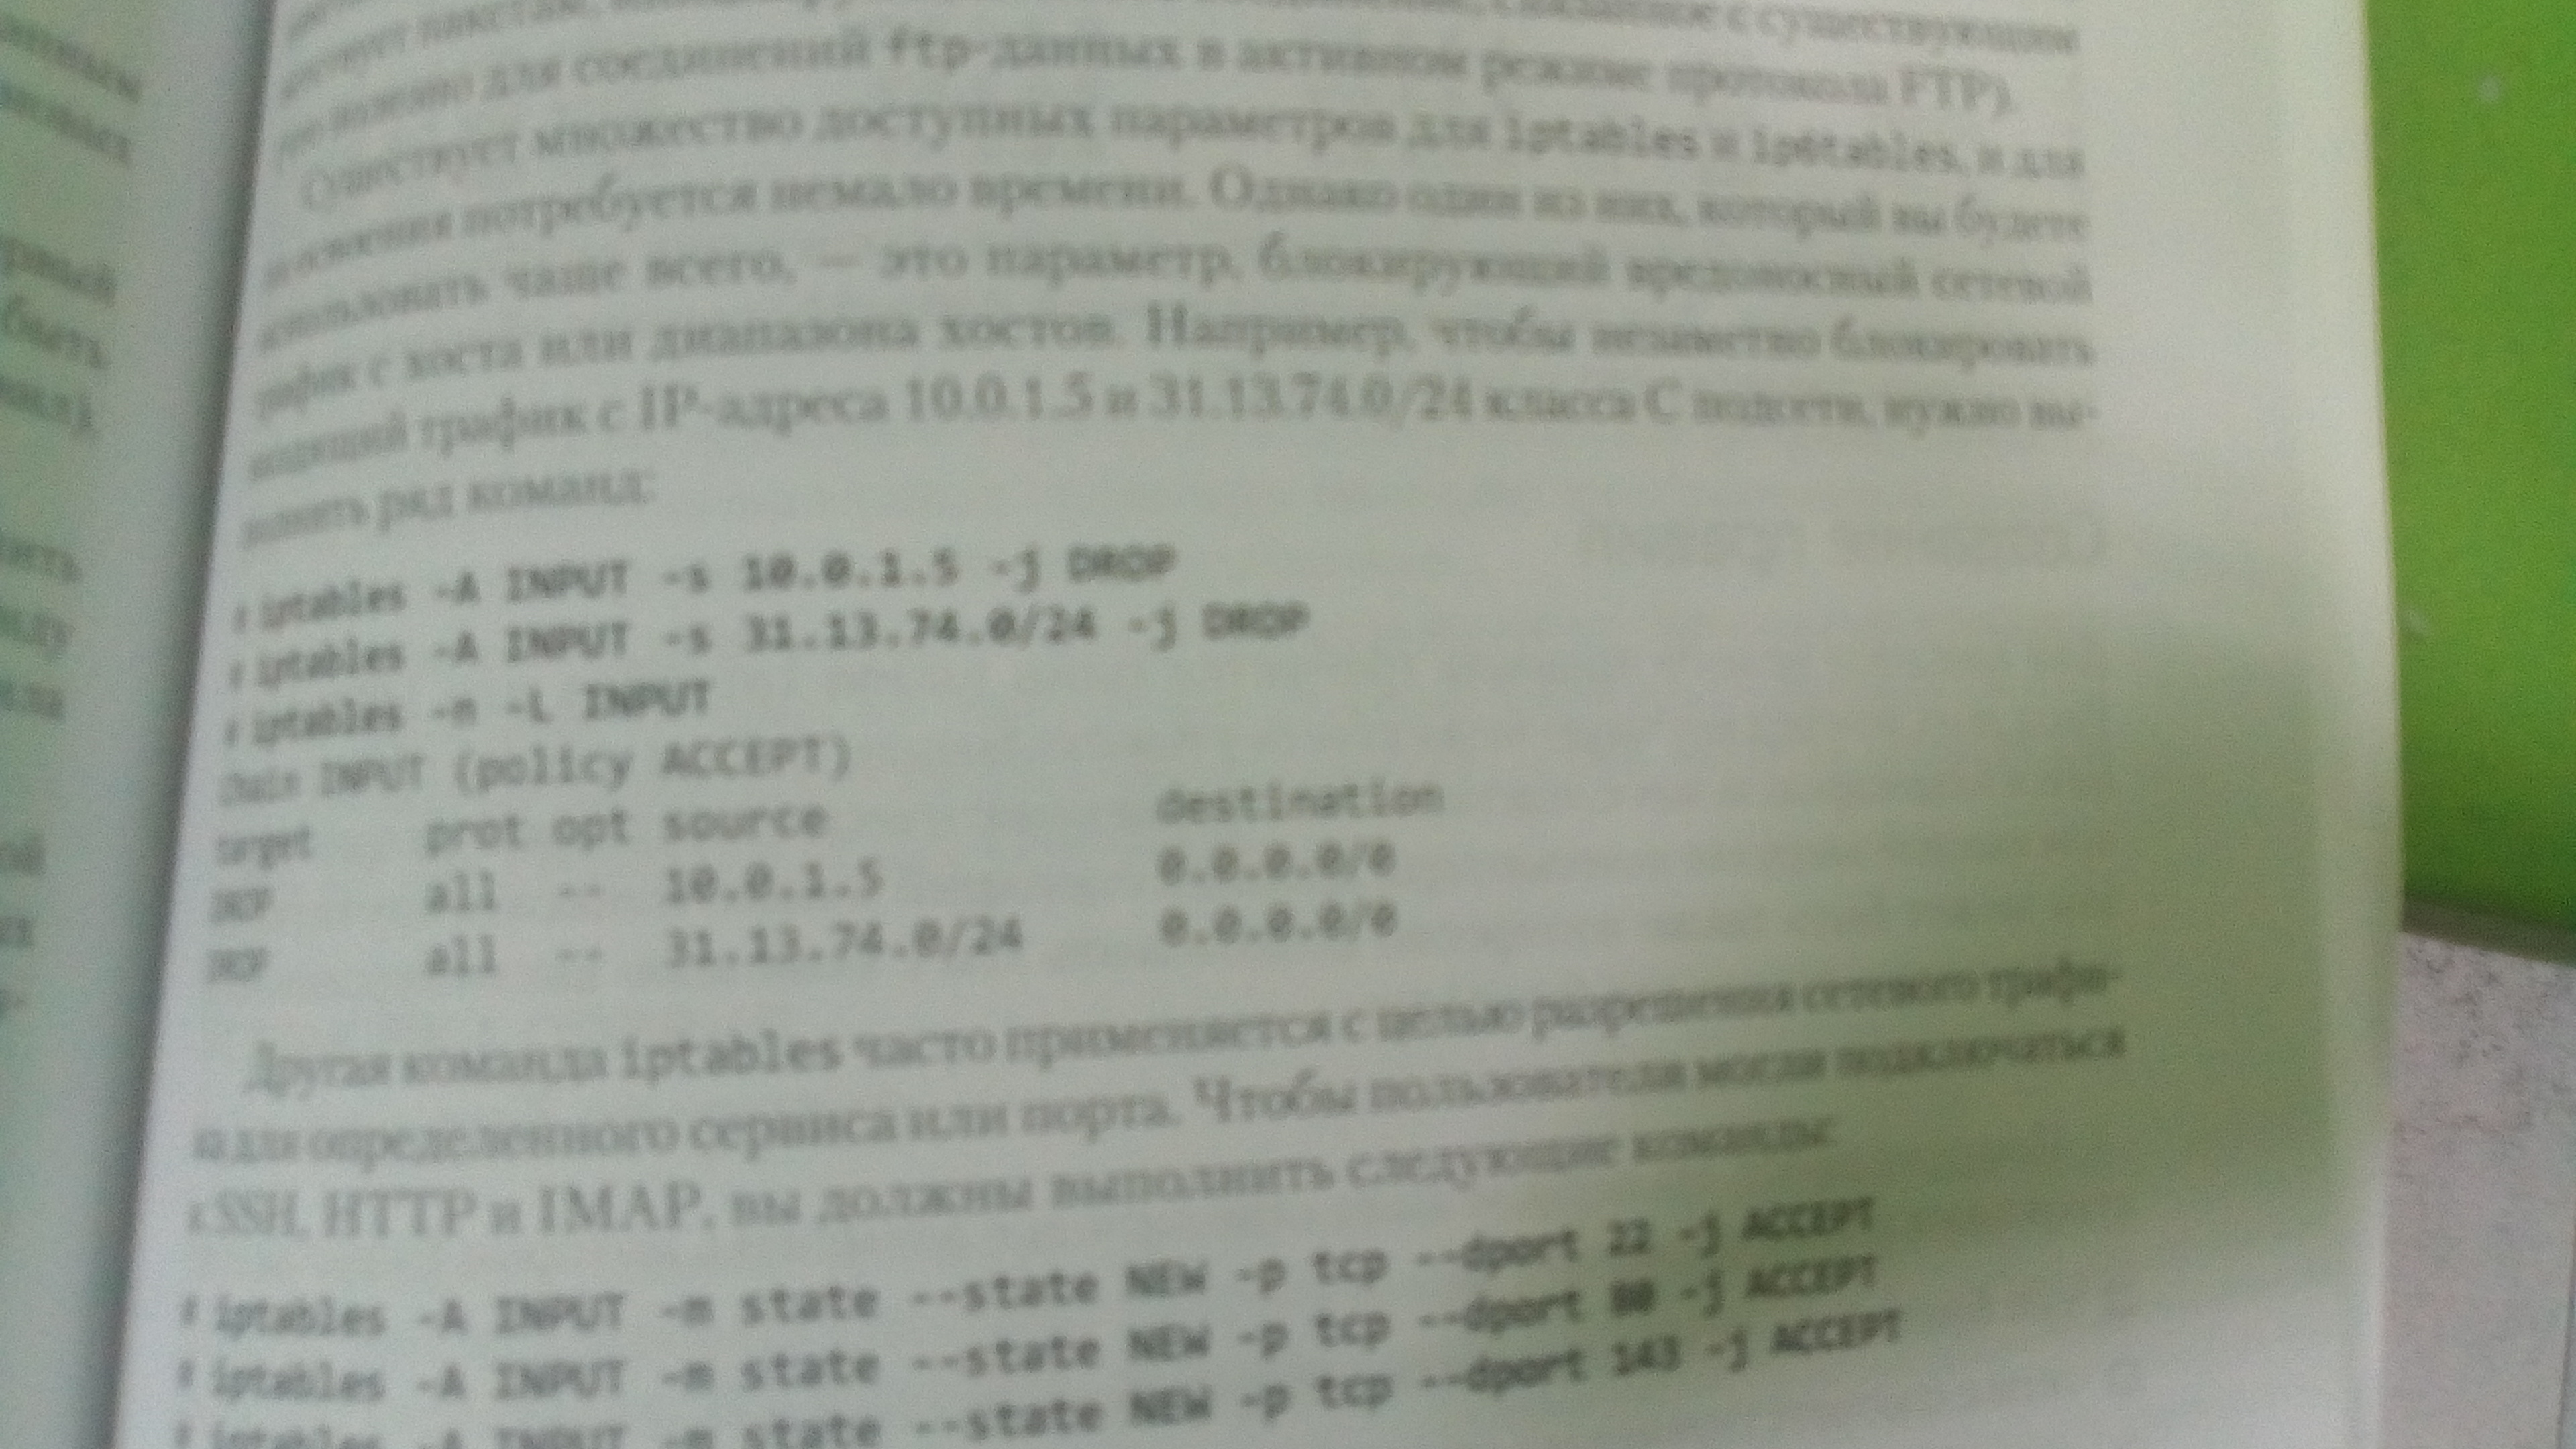 с существующим
для соединений ftp-данных в активном режиме протокола FTP).
Существует множество доступных параметров для iptables и ip6tables, и для
освоения потребуется немало времени. Однако один из них, который вы будете
использовать чаще всего, — это параметр, блокирующий вредоносный сетевой
трафик с хоста или диапазона хостов. Например, чтобы незаметно блокировать
входящий трафик с IP-адреса 10.0.1.5 и 31.13.74.0/24 класса С подсети, нужно вы-
полнить ряд команд:
# iptables -A INPUT -s 10.0.1.5 -j DROP
# iptables -A INPUT -s 31.13.74.0/24 -j DROP
# iptables -n -L INPUT
Chain INPUT (policy ACCEPT)
target prot opt source destination
DROP all -- 10.0.1.5 0.0.0.0/0
DROP all -- 31.13.74.0/24 0.0.0.0/0
Другая команда iptables часто применяется с целью разрешения сетевого трафи-
ка для определенного сервиса или порта. Чтобы пользователи могли подключаться
к SSH, HTTP и IMAP, вы должны выполнить следующие команды:
# iptables -A INPUT -m state --state NEW -p tcp --dport 22 -j ACCEPT
# iptables -A INPUT -m state --state NEW -p tcp --dport 80 -j ACCEPT
# iptables -A INPUT -m state --state NEW -p tcp --dport 143 -j ACCEPT